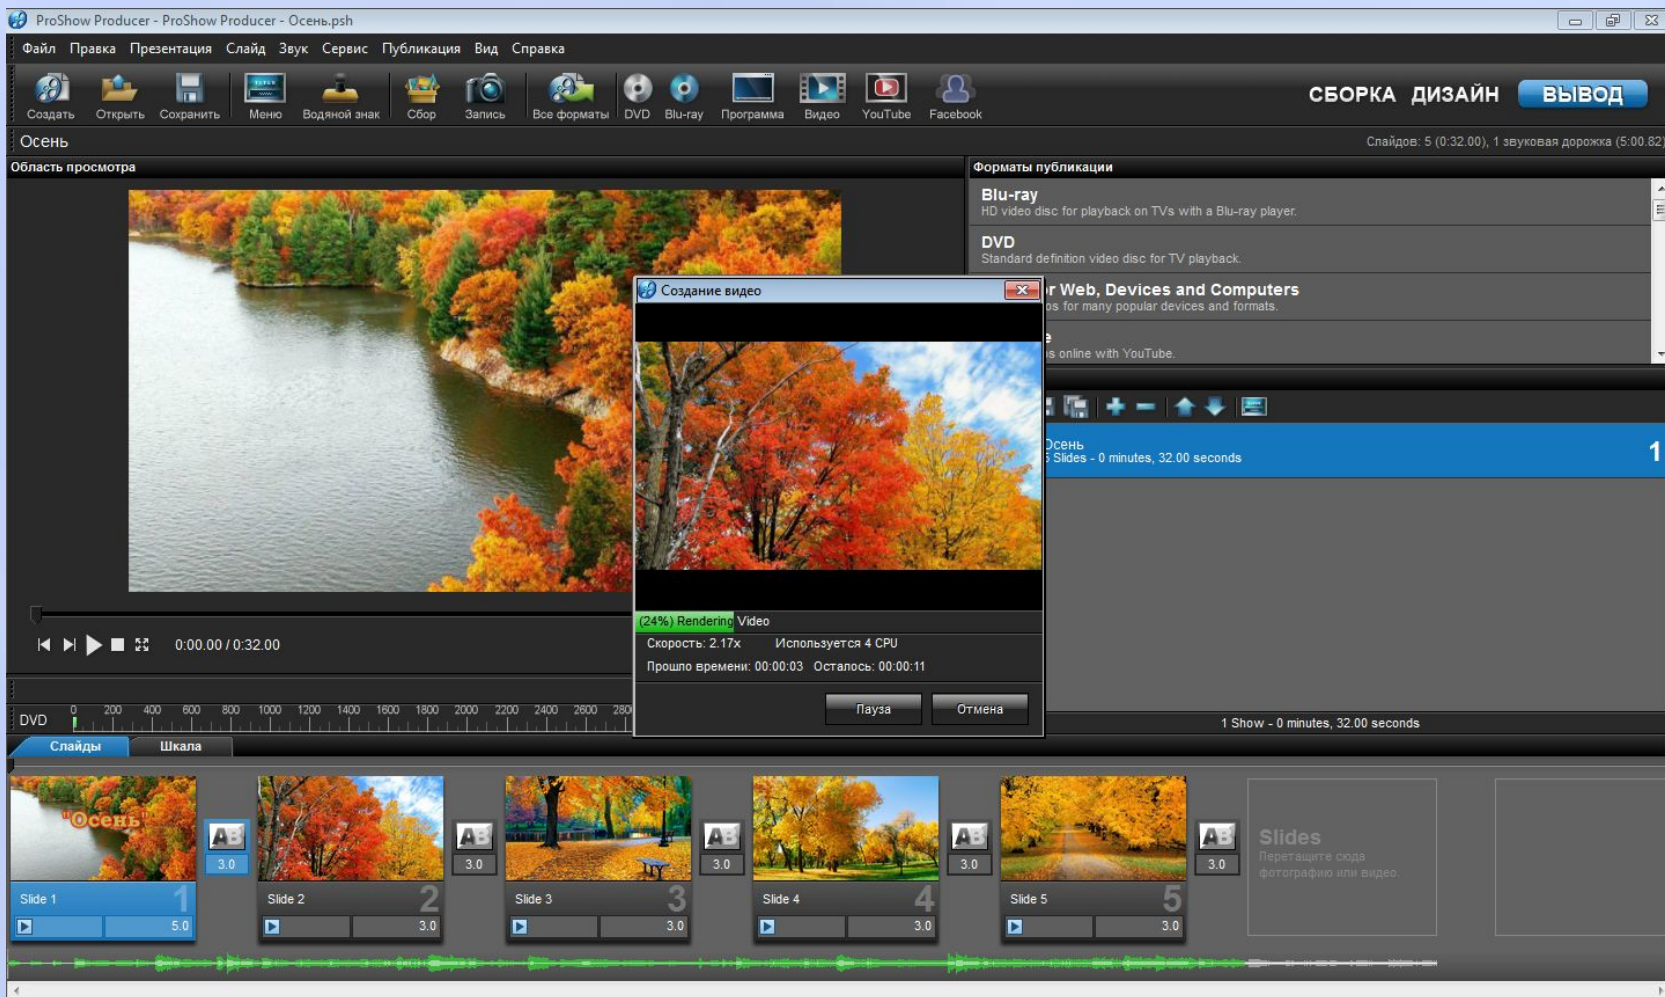 ProShow Producer - ProShow Producer - Осень.psh
Файл Правка Презентация Слайд Звук Сервис Публикация Вид Справка
Создать Открыть Сохранить Меню Водяной знак Сбор Запись Все форматы DVD Blu-ray Программа Видео YouTube Facebook
СБОРКА ДИЗАЙН ВЫВОД
Осень
Слайдов: 5 (0:32.00), 1 звуковая дорожка (5:00.82)
Область просмотра
Форматы публикации
Blu-ray
HD video disc for playback on TVs with a Blu-ray player.
DVD
Standard definition video disc for TV playback.
r Web, Devices and Computers
os for many popular devices and formats.
e
s online with YouTube.
Осень
5 Slides - 0 minutes, 32.00 seconds
1
Создание видео
(24%) Rendering Video
Скорость: 2.17x Используется 4 CPU
Прошло времени: 00:00:03 Осталось: 00:00:11
Пауза Отмена
0:00.00 / 0:32.00
DVD 0 200 400 600 800 1000 1200 1400 1600 1800 2000 2200 2400 2600 280
1 Show - 0 minutes, 32.00 seconds
Слайды Шкала
"Осень"
AB AB AB AB AB
3.0 3.0 3.0 3.0 3.0
Slides
Перетащите сюда
фотографию или видео.
Slide 1 1 Slide 2 2 Slide 3 3 Slide 4 4 Slide 5 5
5.0 3.0 3.0 3.0 3.0